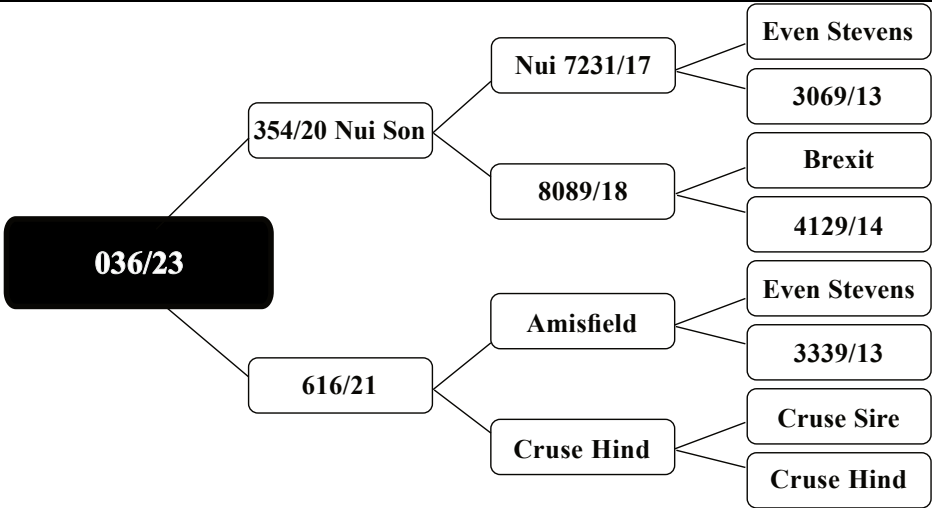 Even Stevens
Nui 7231/17
3069/13
354/20 Nui Son
Brexit
8089/18
4129/14
036/23
Even Stevens
Amisfield
3339/13
616/21
Cruse Sire
Cruse Hind
Cruse Hind